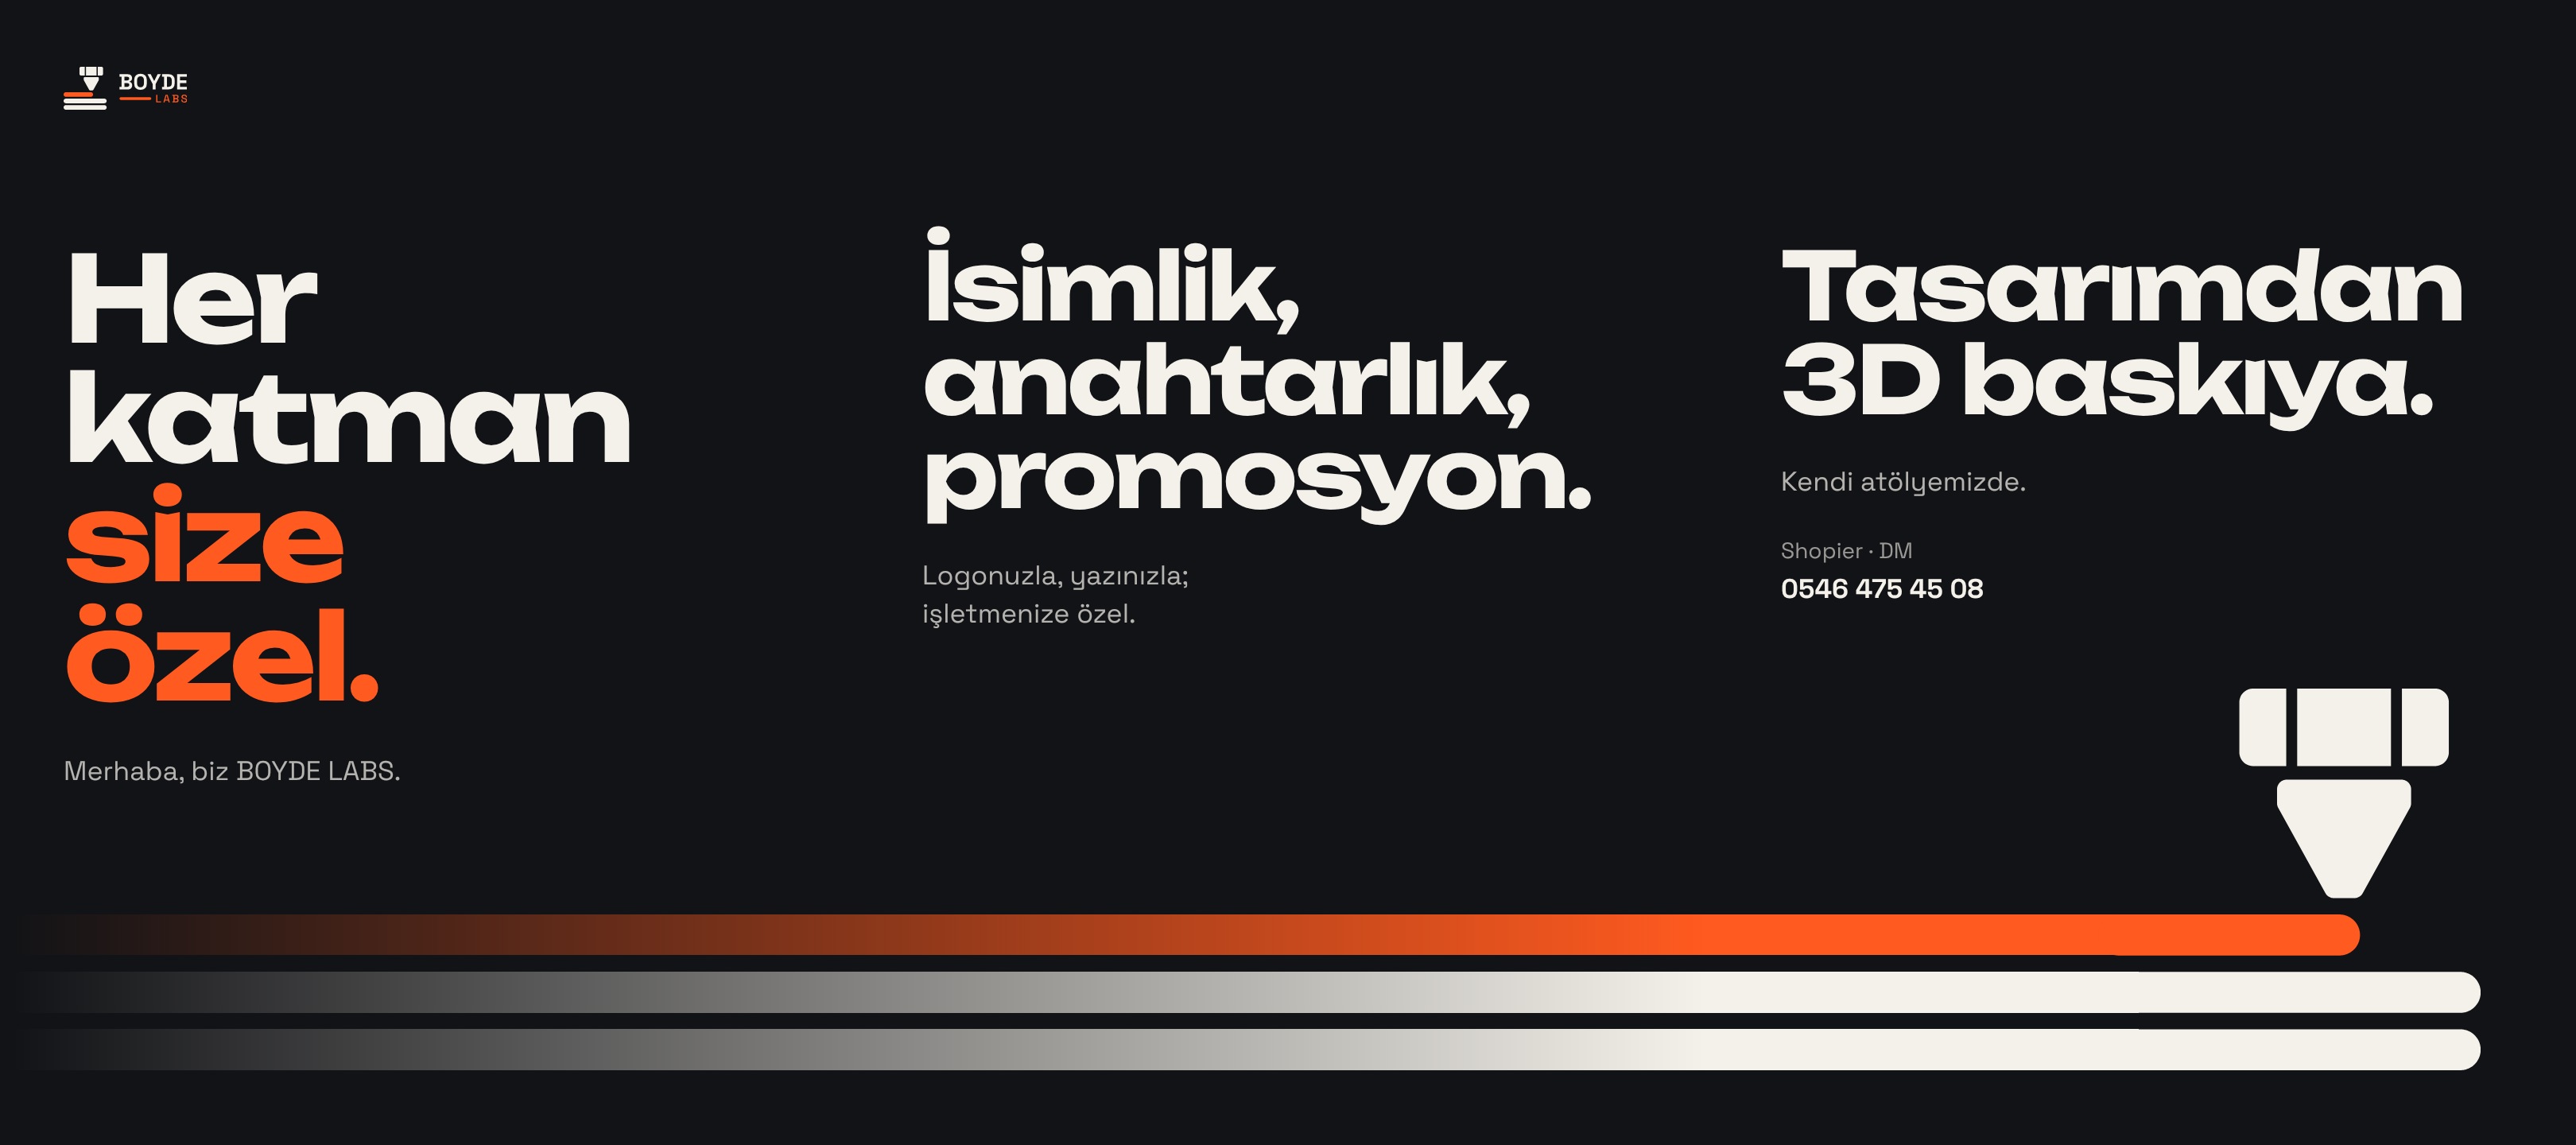 BOYDE
LABS
Her
katman
size
özel.
Merhaba, biz BOYDE LABS.
İsimlik,
anahtarlık,
promosyon.
Logonuzla, yazınızla;
işletmenize özel.
Tasarımdan
3D baskıya.
Kendi atölyemizde.
Shopier · DM
0546 475 45 08